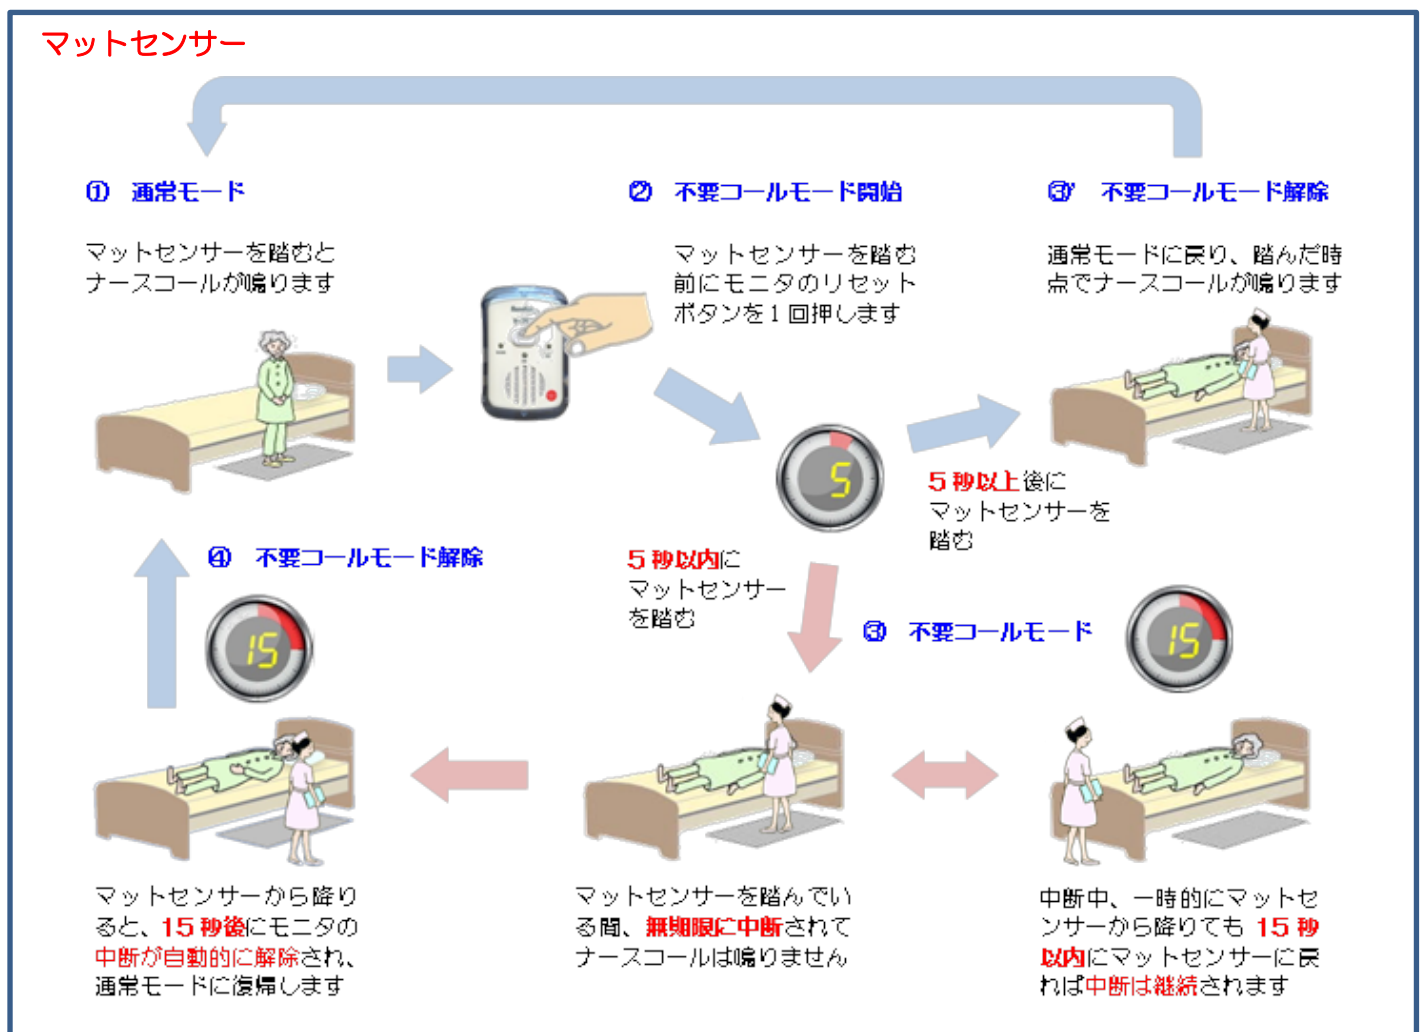 マットセンサー
① 通常モード
マットセンサーを踏むと
ナースコールが鳴ります
② 不要コールモード開始
マットセンサーを踏む
前にモニタのリセット
ボタンを1回押します
③' 不要コールモード解除
通常モードに戻り、踏んだ時
点でナースコールが鳴ります
5
5秒以上後に
マットセンサーを
踏む
5秒以内に
マットセンサー
を踏む
④ 不要コールモード解除
15
③ 不要コールモード
15
マットセンサーから降り
ると、15秒後にモニタの
中断が自動的に解除され、
通常モードに復帰します
マットセンサーを踏んでい
る間、無期限に中断されて
ナースコールは鳴りません
中断中、一時的にマットセ
ンサーから降りても 15秒
以内にマットセンサーに戻
れば中断は継続されます